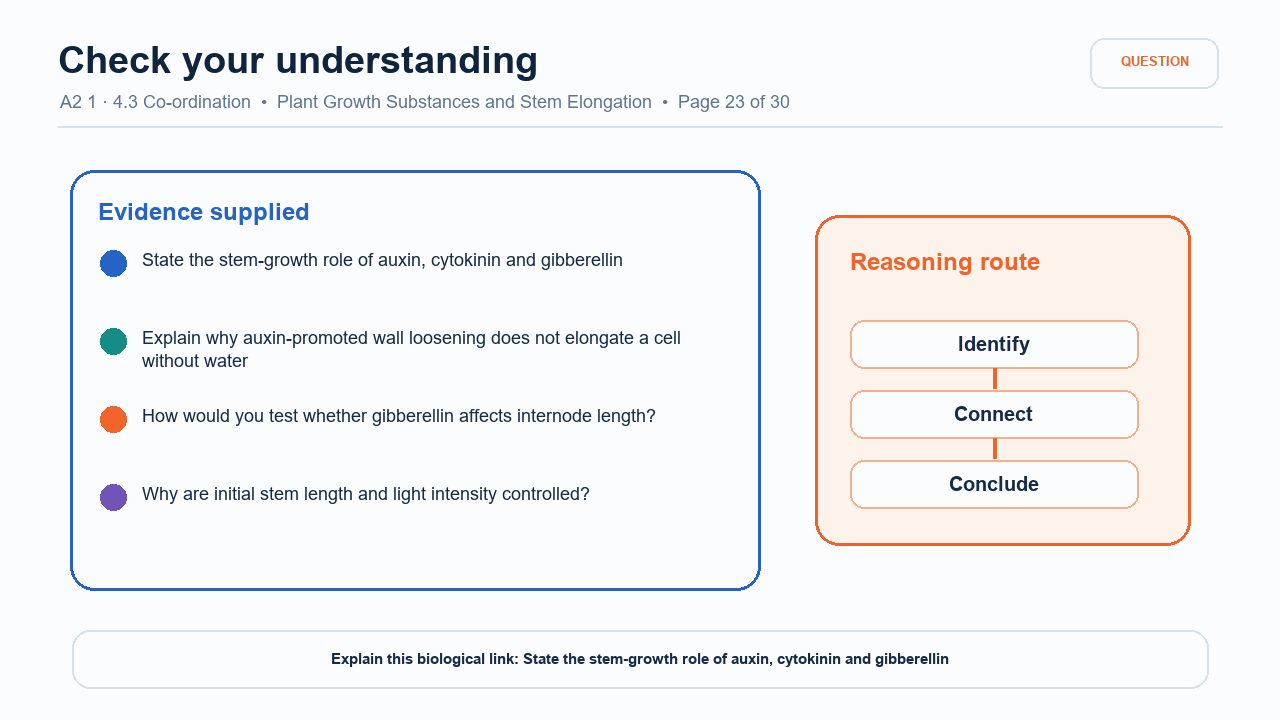 Check your understanding
QUESTION
A2 1 · 4.3 Co-ordination • Plant Growth Substances and Stem Elongation • Page 23 of 30
Evidence supplied
State the stem-growth role of auxin, cytokinin and gibberellin
Explain why auxin-promoted wall loosening does not elongate a cell
without water
How would you test whether gibberellin affects internode length?
Why are initial stem length and light intensity controlled?
Reasoning route
Identify
Connect
Conclude
Explain this biological link: State the stem-growth role of auxin, cytokinin and gibberellin